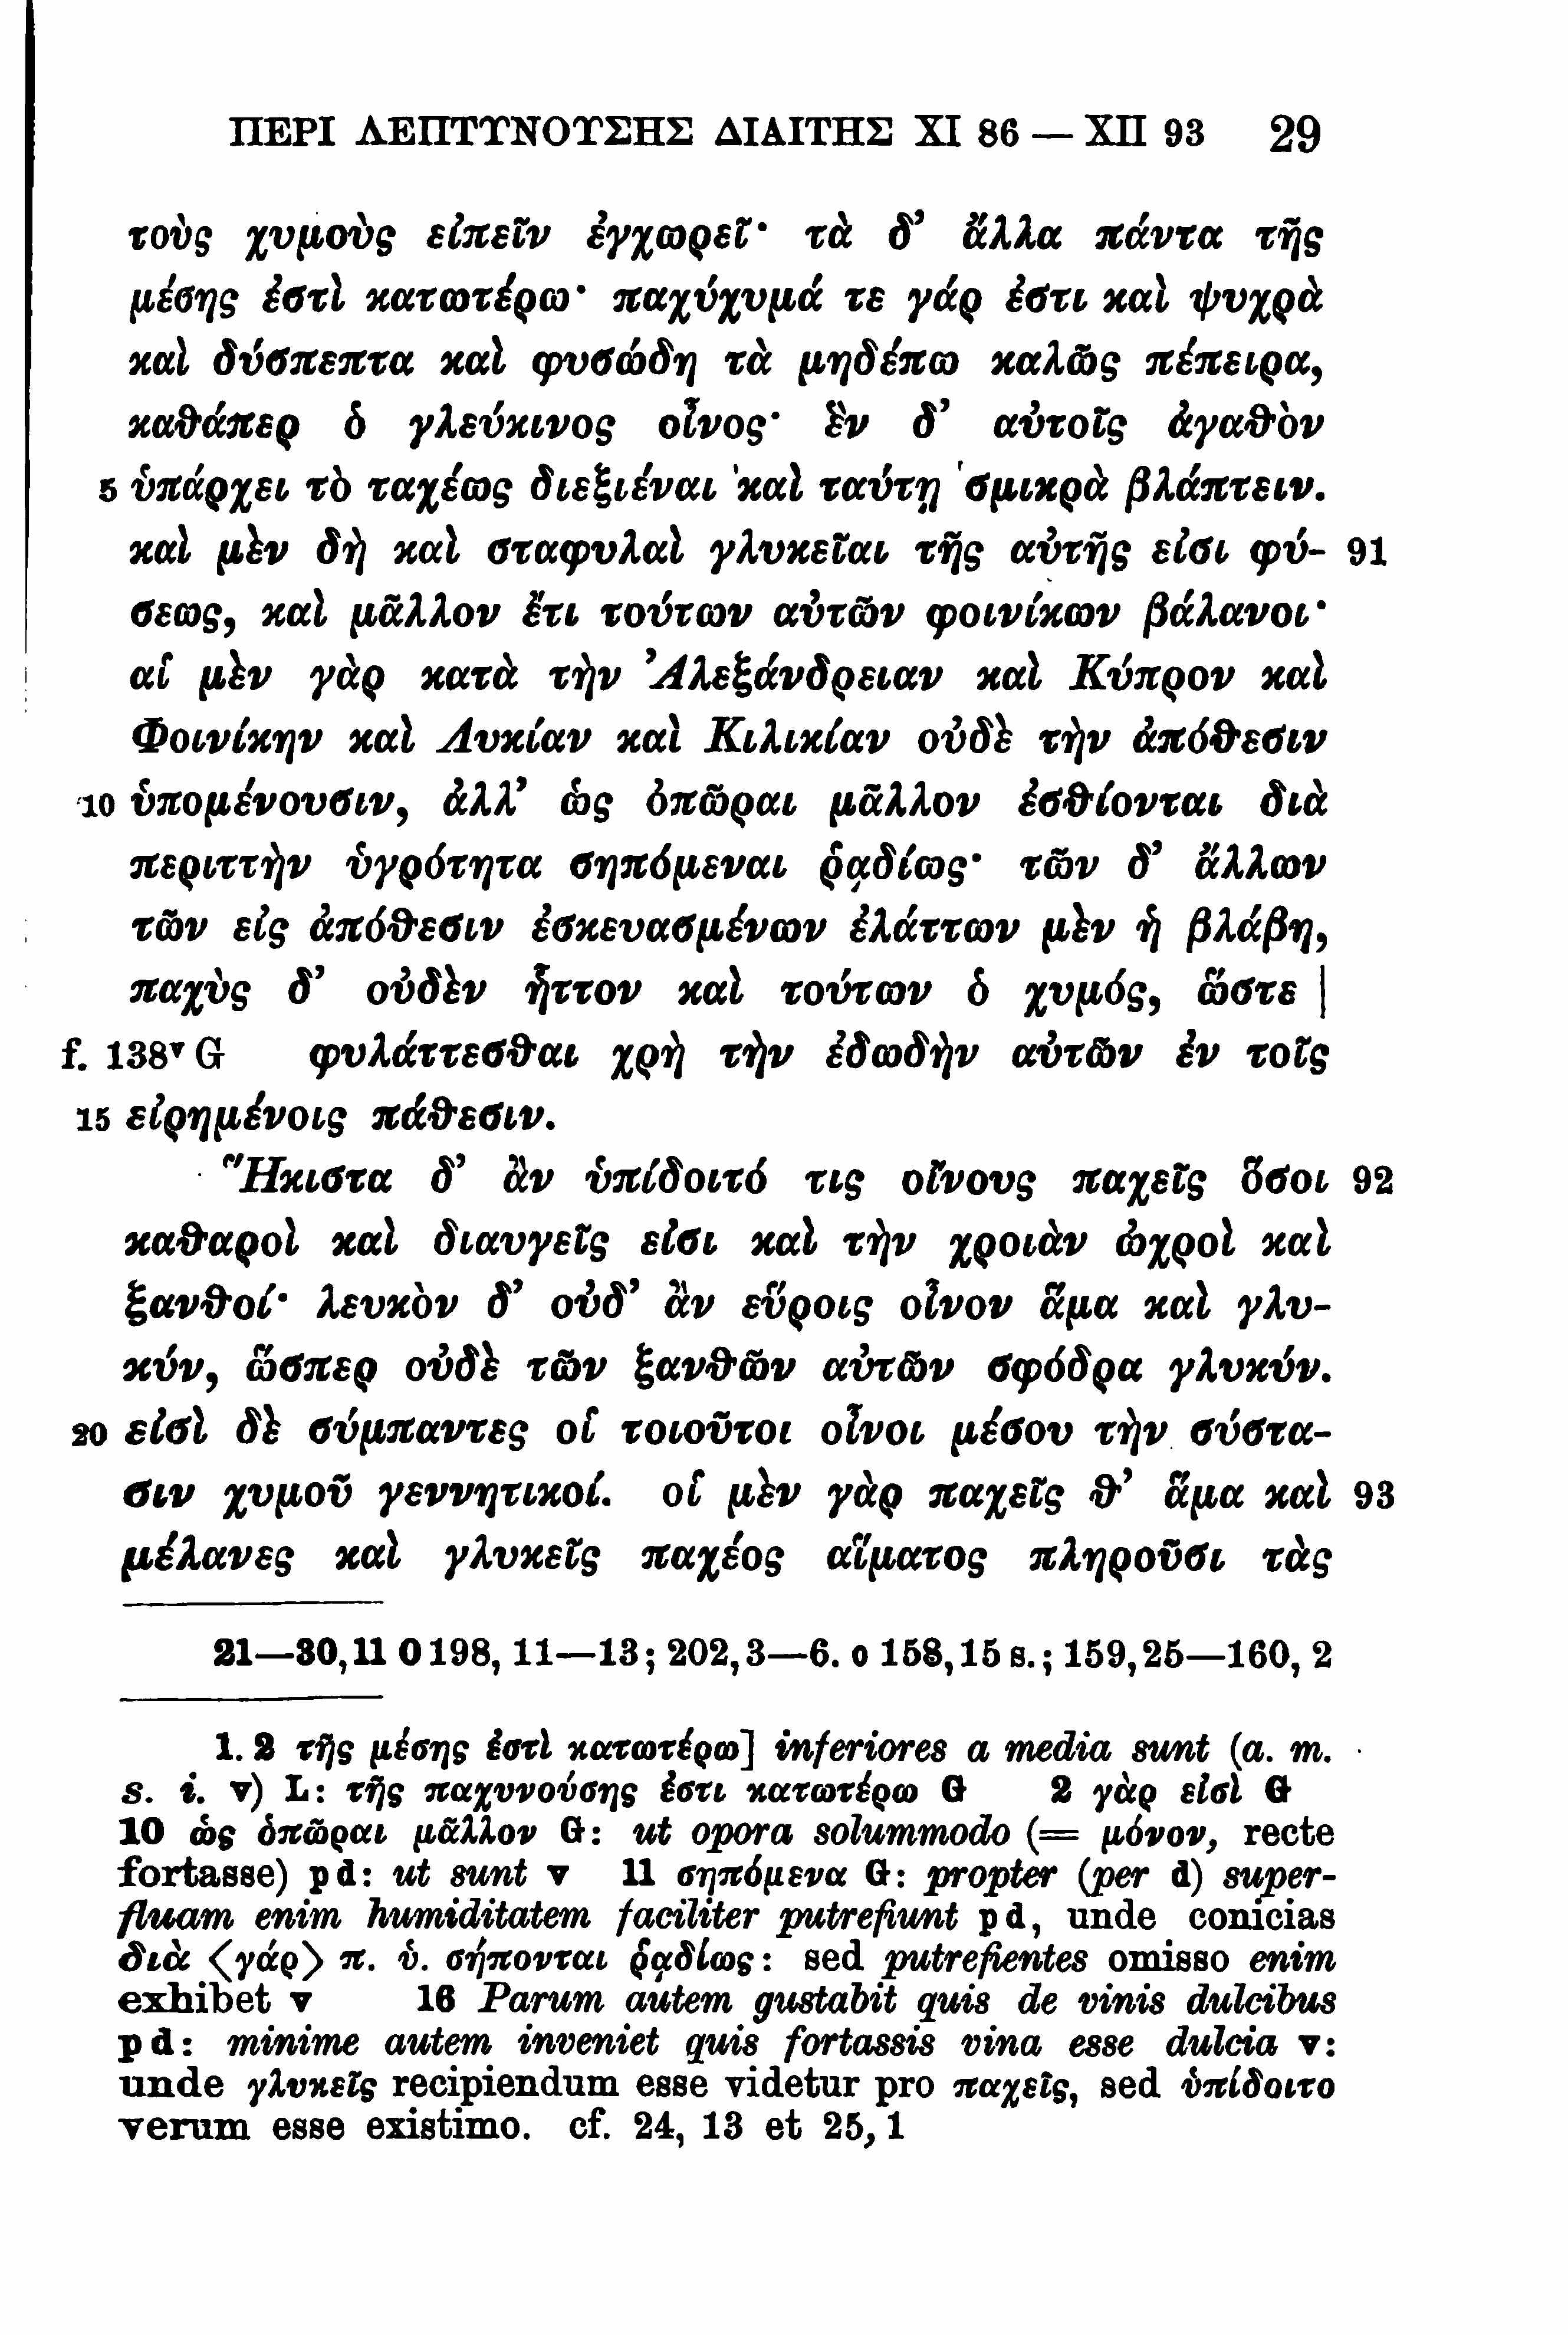 ΠΕΡΙ ΛΕΠΤΥΝΟΥΣΗΣ ΔΙΑΙΤΗΣ XI 86 — XII 93 29
τοὺς χυμοὺς εἰπεῖν ἐγχωρεῖ· τὰ δ’ ἄλλα πάντα τῆς
μέσης ἐστὶ κατωτέρω· παχύχυμά τε γάρ ἐστι καὶ ψυχρὰ
καὶ δύσπεπτα καὶ φυσώδη τὰ μηδέπω καλῶς πέπειρα,
καθάπερ ὁ γλεύκινος οἶνος· ἓν δ’ αὐτοῖς ἀγαθὸν
5 ὑπάρχει τὸ ταχέως διεξιέναι καὶ ταύτῃ σμικρὰ βλάπτειν.
καὶ μὲν δὴ καὶ σταφυλαὶ γλυκεῖαι τῆς αὐτῆς εἰσι φύ- 91
σεως, καὶ μᾶλλον ἔτι τούτων αὐτῶν φοινίκων βάλανοι·
αἱ μὲν γὰρ κατὰ τὴν Ἀλεξάνδρειαν καὶ Κύπρον καὶ
Φοινίκην καὶ Λυκίαν καὶ Κιλικίαν οὐδὲ τὴν ἀπόθεσιν
10 ὑπομένουσιν, ἀλλ’ ὡς ὀπῶραι μᾶλλον ἐσθίονται διὰ
περιττὴν ὑγρότητα σηπόμεναι ῥᾳδίως· τῶν δ’ ἄλλων
τῶν εἰς ἀπόθεσιν ἐσκευασμένων ἐλάττων μὲν ἡ βλάβη,
παχὺς δ’ οὐδὲν ἧττον καὶ τούτων ὁ χυμός, ὥστε |
f. 138ᵛ G φυλάττεσθαι χρὴ τὴν ἐδωδὴν αὐτῶν ἐν τοῖς
15 εἰρημένοις πάθεσιν.
Ἥκιστα δ’ ἂν ὑπίδοιτό τις οἴνους παχεῖς ὅσοι 92
καθαροὶ καὶ διαυγεῖς εἰσι καὶ τὴν χροιὰν ὠχροὶ καὶ
ξανθοί· λευκὸν δ’ οὐδ’ ἂν εὕροις οἶνον ἅμα καὶ γλυ-
κύν, ὥσπερ οὐδὲ τῶν ξανθῶν αὐτῶν σφόδρα γλυκύν.
20 εἰσὶ δὲ σύμπαντες οἱ τοιοῦτοι οἶνοι μέσου τὴν σύστα-
σιν χυμοῦ γεννητικοί. οἱ μὲν γὰρ παχεῖς θ’ ἅμα καὶ 93
μέλανες καὶ γλυκεῖς παχέος αἵματος πληροῦσι τὰς
21—30,11 O 198, 11—13; 202,3—6. o 158,15 s.; 159,25—160, 2
1. 2 τῆς μέσης ἐστὶ κατωτέρω] inferiores a media sunt (a. m.
s. i. v) L: τῆς παχυνούσης ἐστι κατωτέρω G 2 γὰρ εἰσὶ G
10 ὡς ὀπῶραι μᾶλλον G: ut opora solummodo (= μόνον, recte
fortasse) p d: ut sunt v 11 σηπόμενα G: propter (per d) super-
fluam enim humiditatem faciliter putrefiunt p d, unde conicias
διὰ ⟨γάρ⟩ π. ὑ. σήπονται ῥᾳδίως: sed putrefientes omisso enim
exhibet v 16 Parum autem gustabit quis de vinis dulcibus
p d: minime autem inveniet quis fortassis vina esse dulcia v:
unde γλυκεῖς recipiendum esse videtur pro παχεῖς, sed ὑπίδοιτο
verum esse existimo. cf. 24, 13 et 25, 1